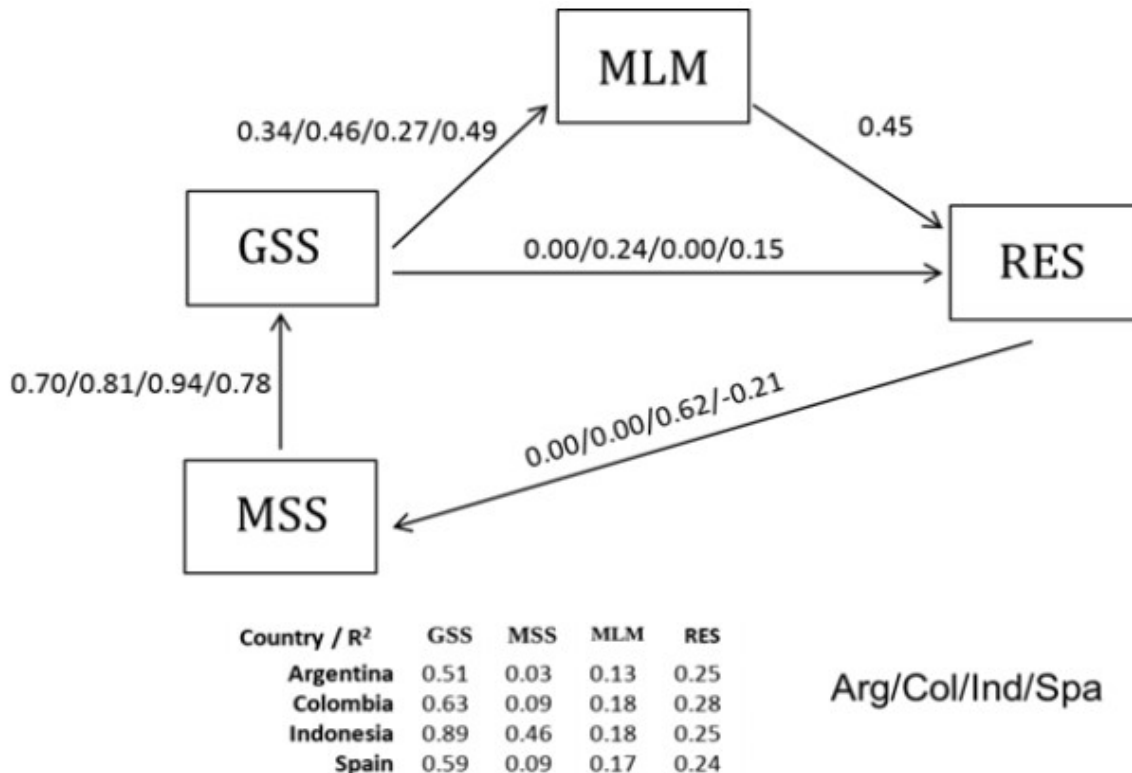 MLM
0.34/0.46/0.27/0.49
0.45
GSS
0.00/0.24/0.00/0.15
RES
0.70/0.81/0.94/0.78
0.00/0.00/0.62/-0.21
MSS
Country / R² GSS MSS MLM RES
Argentina 0.51 0.03 0.13 0.25
Colombia 0.63 0.09 0.18 0.28
Indonesia 0.89 0.46 0.18 0.25
Spain 0.59 0.09 0.17 0.24
Arg/Col/Ind/Spa